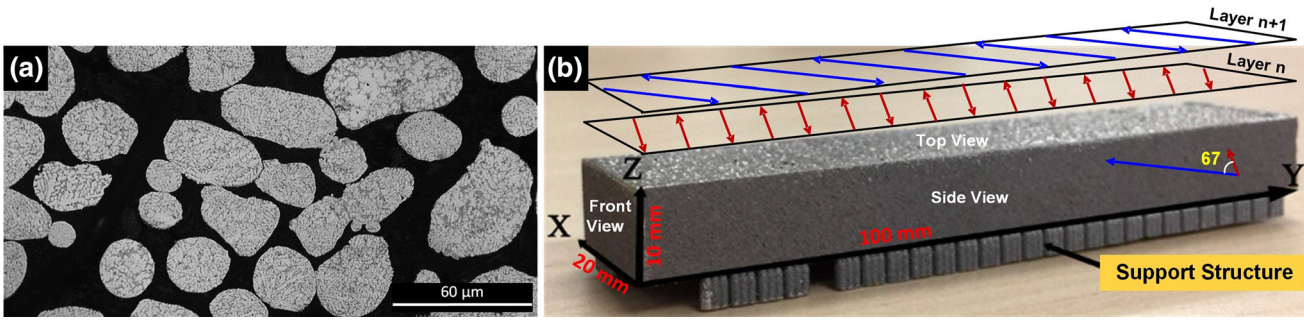 (a)
60 µm
(b)
Layer n+1
Layer n
Top View
Z
67
Y
Side View
Front
View
X
10 mm
100 mm
20 mm
Support Structure